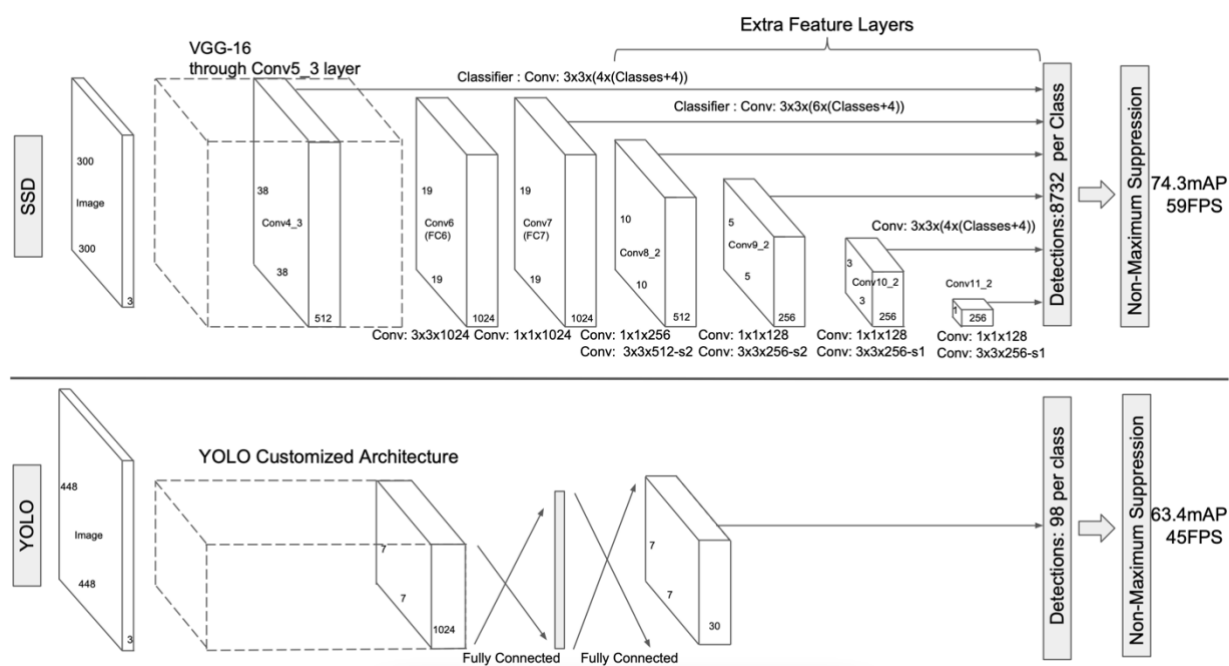 Extra Feature Layers
VGG-16
through Conv5_3 layer
Classifier : Conv: 3x3x(4x(Classes+4))
Classifier : Conv: 3x3x(6x(Classes+4))
SSD
300
Image
300
3
38
Conv4_3
38
512
19
Conv6
(FC6)
19
1024
19
Conv7
(FC7)
19
1024
10
Conv8_2
10
512
5
Conv9_2
5
256
Conv: 3x3x(4x(Classes+4))
3
Conv10_2
3
256
Conv11_2
1
256
Conv: 3x3x1024
Conv: 1x1x1024
Conv: 1x1x256
Conv: 3x3x512-s2
Conv: 1x1x128
Conv: 3x3x256-s2
Conv: 1x1x128
Conv: 3x3x256-s1
Conv: 1x1x128
Conv: 3x3x256-s1
Detections:8732 per Class
Non-Maximum Suppression
74.3mAP
59FPS
YOLO
448
Image
448
3
YOLO Customized Architecture
7
7
1024
Fully Connected
Fully Connected
7
7
30
Detections: 98 per class
Non-Maximum Suppression
63.4mAP
45FPS